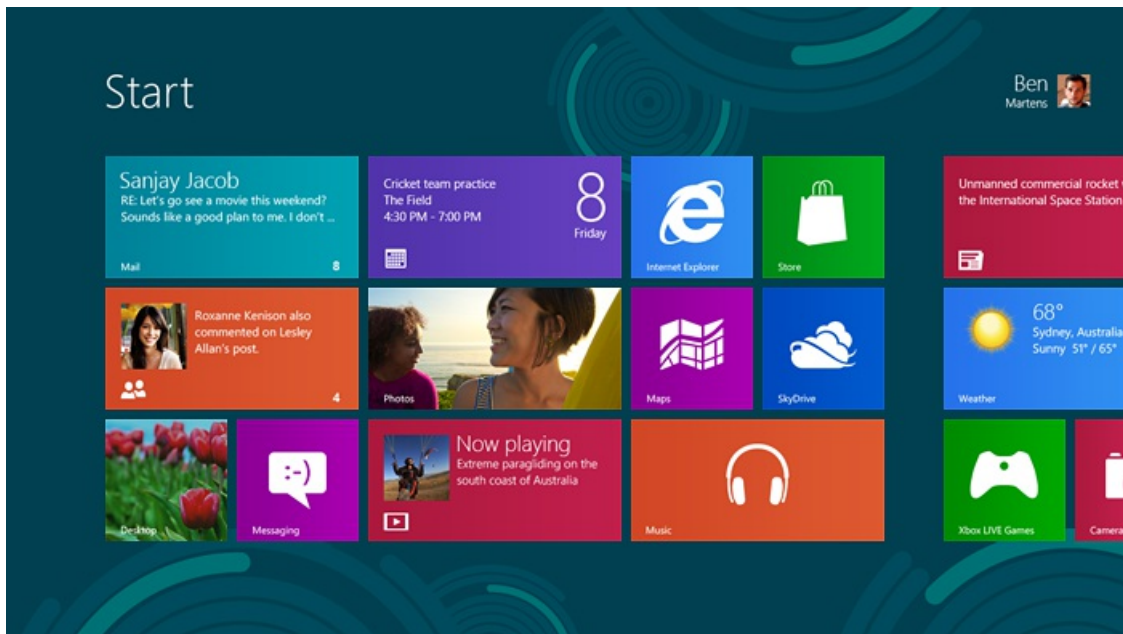 Start
Ben
Martens
Sanjay Jacob
RE: Let's go see a movie this weekend?
Sounds like a good plan to me. I don't ...
Mail
8
Cricket team practice
The Field
4:30 PM - 7:00 PM
8
Friday
Internet Explorer
Store
Unmanned commercial rocket
the International Space Station
Roxanne Kenison also
commented on Lesley
Allan's post.
4
Photos
Maps
SkyDrive
68°
Sydney, Australia
Sunny 51° / 65°
Weather
Desktop
:-)
Messaging
Now playing
Extreme paragliding on the
south coast of Australia
Music
Xbox LIVE Games
Camera